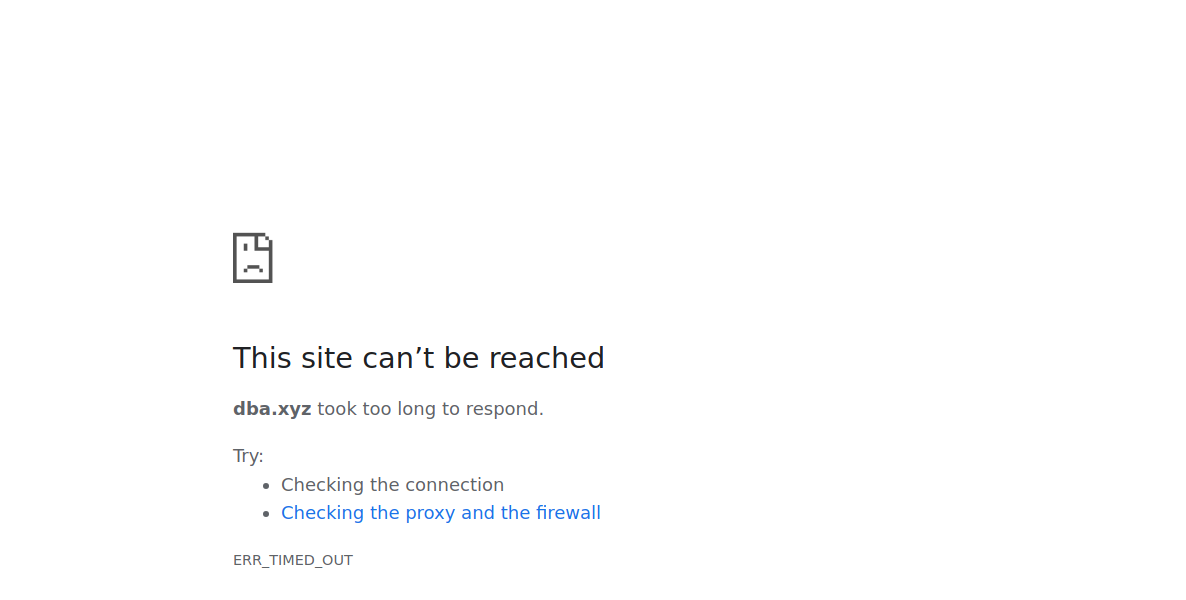 This site can’t be reached
dba.xyz took too long to respond.
Try:
Checking the connection
Checking the proxy and the firewall
ERR_TIMED_OUT